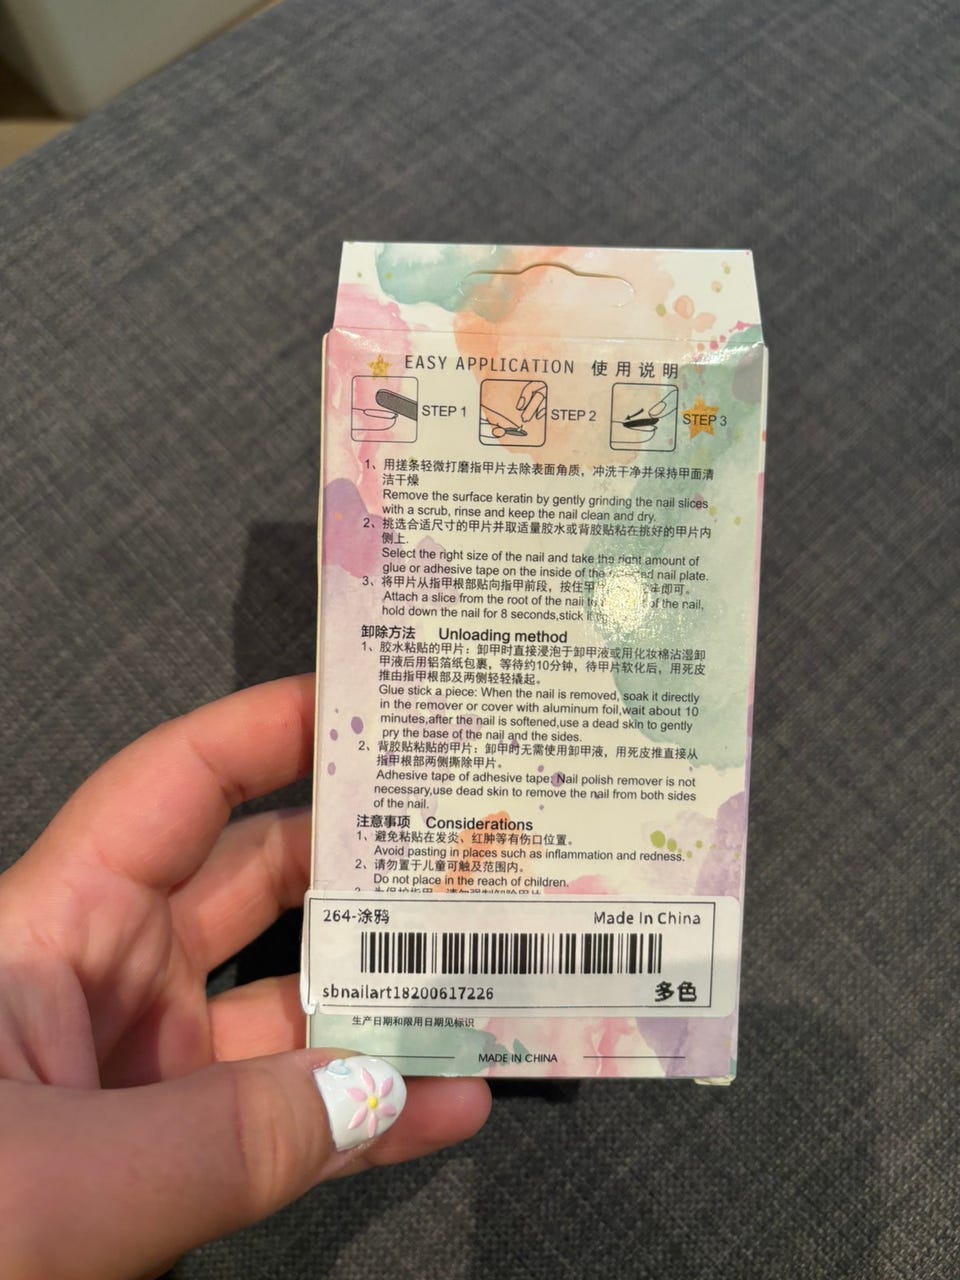 EASY APPLICATION 使用说明
STEP 1 STEP 2 STEP 3
1、用搓条轻微打磨指甲片去除表面角质，冲洗干净并保持甲面清
洁干燥
Remove the surface keratin by gently grinding the nail slices
with a scrub, rinse and keep the nail clean and dry.
2、挑选合适尺寸的甲片并取适量胶水或背胶贴粘在挑好的甲片内
侧上.
Select the right size of the nail and take the right amount of
glue or adhesive tape on the inside of the nail plate.
3、将甲片从指甲根部贴向指甲前段，按住 即可。
Attach a slice from the root of the nail of the nail,
hold down the nail for 8 seconds,stick it
卸除方法 Unloading method
1、胶水粘贴的甲片：卸甲时直接浸泡于卸甲液或用化妆棉沾湿卸
甲液后用铝箔纸包裹，等待约10分钟，待甲片软化后，用死皮
推由指甲根部及两侧轻轻撬起。
Glue stick a piece: When the nail is removed, soak it directly
in the remover or cover with aluminum foil,wait about 10
minutes,after the nail is softened,use a dead skin to gently
pry the base of the nail and the sides.
2、背胶贴粘贴的甲片：卸甲时无需使用卸甲液，用死皮推直接从
指甲根部两侧撕除甲片。
Adhesive tape of adhesive tape: Nail polish remover is not
necessary,use dead skin to remove the nail from both sides
of the nail.
注意事项 Considerations
1、避免粘贴在发炎、红肿等有伤口位置。
Avoid pasting in places such as inflammation and redness.
2、请勿置于儿童可触及范围内。
Do not place in the reach of children.
264-涂鸦 Made In China
sbnailart18200617226 多色
生产日期和限用日期见标识
MADE IN CHINA